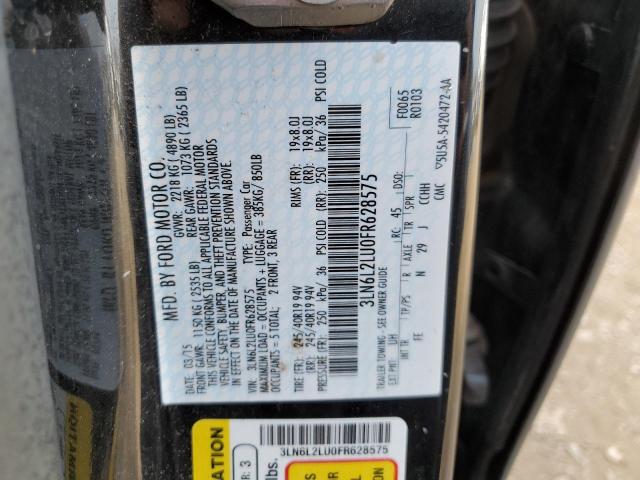 MFD. BY FORD MOTOR CO.
DATE: 03/15 GVWR: 2218 KG ( 4890 LB)
FRONT GAWR: 1150 KG ( 2535 LB) REAR GAWR: 1073 KG ( 2365 LB)
THIS VEHICLE CONFORMS TO ALL APPLICABLE FEDERAL MOTOR
VEHICLE SAFETY, BUMPER, AND THEFT PREVENTION STANDARDS
IN EFFECT ON THE DATE OF MANUFACTURE SHOWN ABOVE.
VIN: 3LN6L2LU0FR628575 TYPE: Passenger Car
MAXIMUM LOAD = OCCUPANTS + LUGGAGE = 385KG/ 850LB
OCCUPANTS = 5 TOTAL; 2 FRONT, 3 REAR
TIRE (FR): 245/40R19 94V RIMS (FR): 19x8.0J
(RR): 245/40R19 94V (RR): 19x8.0J
PRESSURE (FR): 250 kPa/ 36 PSI COLD (RR): 250 kPa/ 36 PSI COLD
3LN6L2LU0FR628575
F0065
R0103
TRAILER TOWING - SEE OWNER GUIDE
EXT PNT: UH RC: 45 DSO:
INT TR TP/PS R AXLE TR SPR
FE N 29 J CCHH
CMC
5U5A-5420472-AA
3LN6L2LU0FR628575
lbs.
R: 3